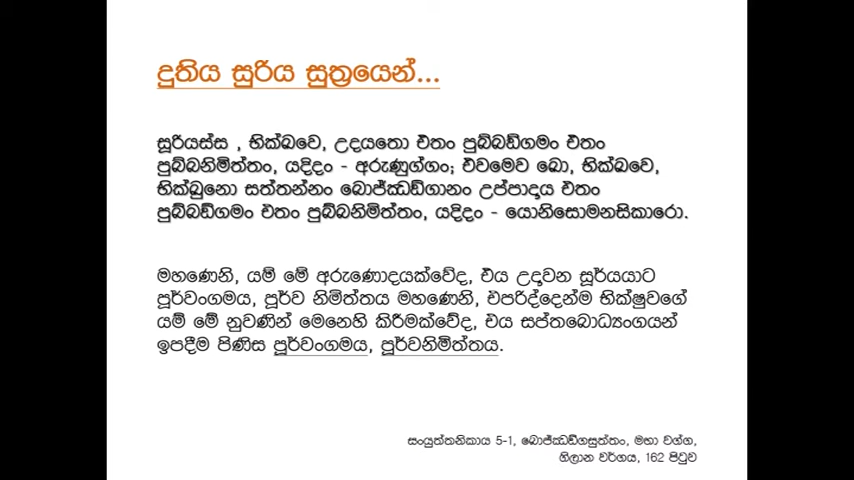 දුතිය සුරිය සුත්‍රයෙන්...
සූරියස්ස , භික්ඛවෙ, උදයතො එතං පුබ්බඞ්ගමං එතං
පුබ්බනිමිත්තං, යදිදං - අරුණුග්ගං; එවමෙව ඛො, භික්ඛවෙ,
භික්ඛුනො සත්තන්නං බොජ්ඣඞ්ගානං උප්පාදාය එතං
පුබ්බඞ්ගමං එතං පුබ්බනිමිත්තං, යදිදං - යොනිසොමනසිකාරො.
මහණෙනි, යම් මේ අරුණොදයක්වේද, එය උදාවන සූර්යයාට
පූර්වංගමය, පූර්ව නිමිත්තය මහණෙනි, එපරිද්දෙන්ම භික්ෂුවගේ
යම් මේ නුවණින් මෙනෙහි කිරීමක්වේද, එය සප්තබොධ්‍යංගයන්
ඉපදීම පිණිස පූර්වංගමය, පූර්වනිමිත්තය.
සංයුත්තනිකාය 5-1, බොජ්ඣඞ්ගසුත්තං, මහා වග්ග,
ගිලාන වර්ගය, 162 පිටුව